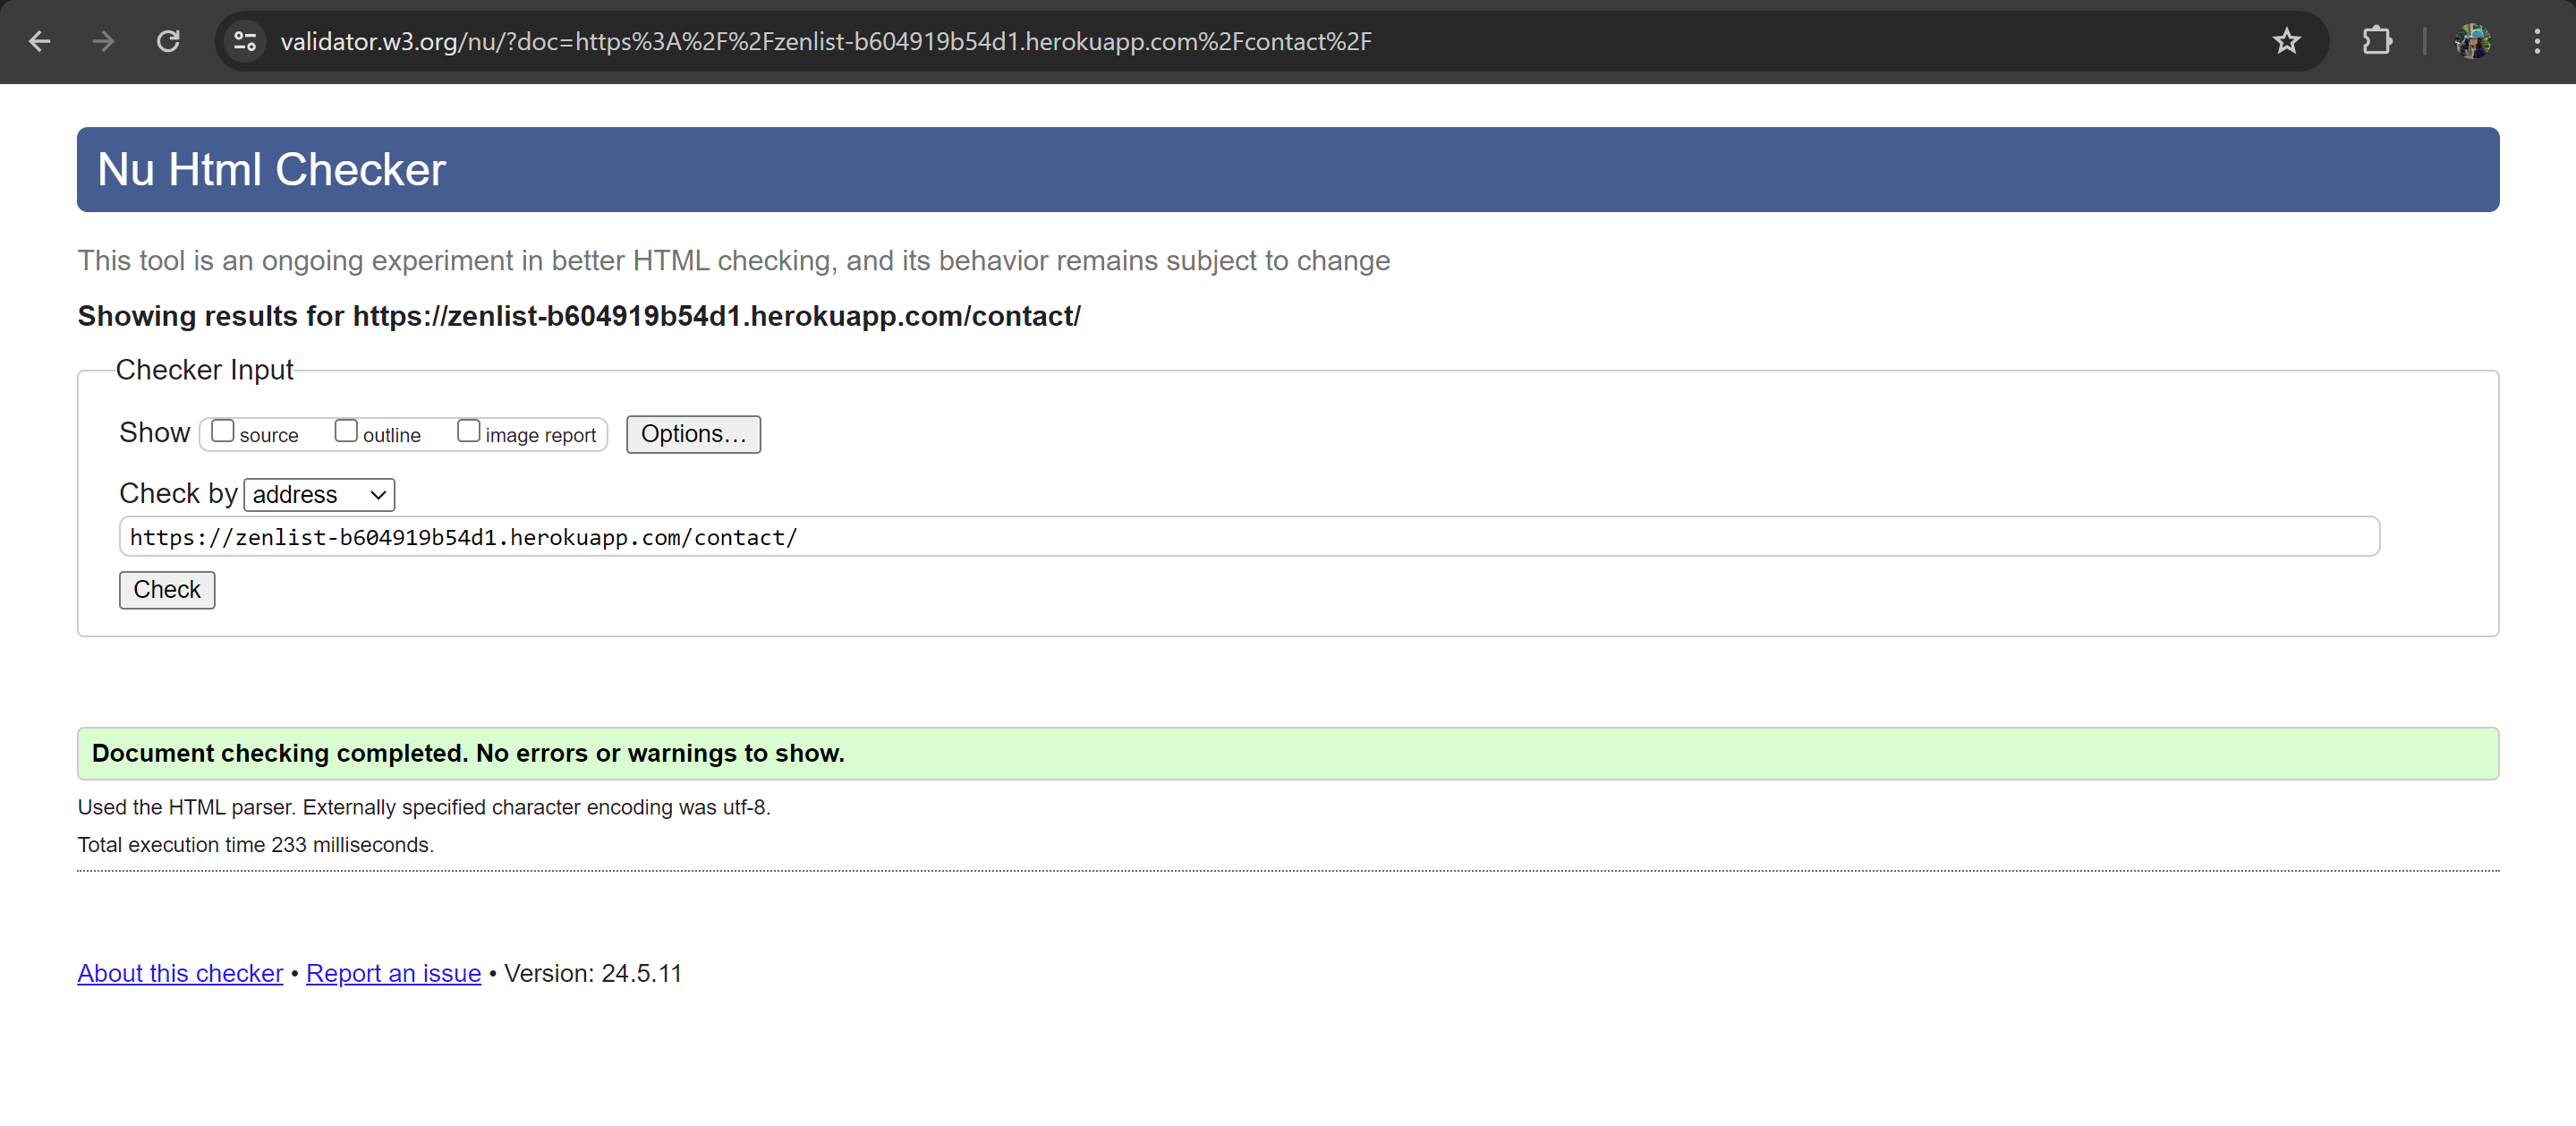 validator.w3.org/nu/?doc=https%3A%2F%2Fzenlist-b604919b54d1.herokuapp.com%2Fcontact%2F
Nu Html Checker
This tool is an ongoing experiment in better HTML checking, and its behavior remains subject to change
Showing results for https://zenlist-b604919b54d1.herokuapp.com/contact/
Checker Input
Show source outline image report Options…
Check by address
https://zenlist-b604919b54d1.herokuapp.com/contact/
Check
Document checking completed. No errors or warnings to show.
Used the HTML parser. Externally specified character encoding was utf-8.
Total execution time 233 milliseconds.
About this checker • Report an issue • Version: 24.5.11